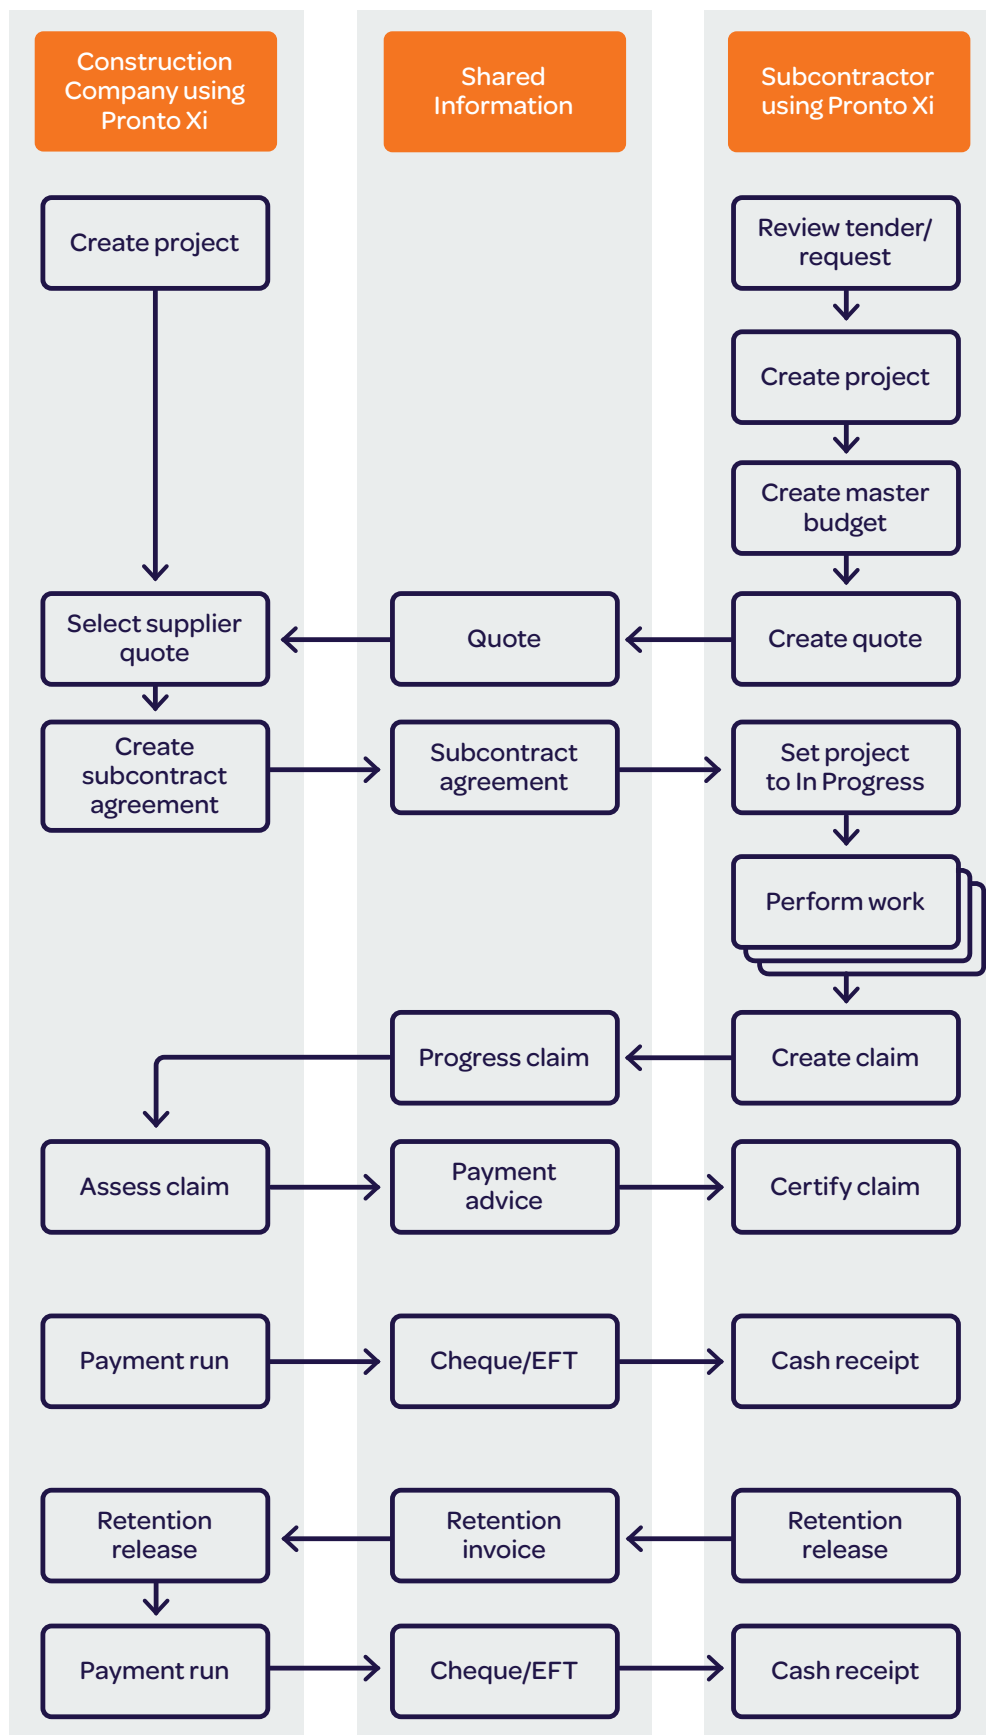 Construction
Company using
Pronto Xi
Shared
Information
Subcontractor
using Pronto Xi
Create project
Review tender/
request
Create project
Create master
budget
Select supplier
quote
Quote
Create quote
Create
subcontract
agreement
Subcontract
agreement
Set project
to In Progress
Perform work
Progress claim
Create claim
Assess claim
Payment
advice
Certify claim
Payment run
Cheque/EFT
Cash receipt
Retention
release
Retention
invoice
Retention
release
Payment run
Cheque/EFT
Cash receipt